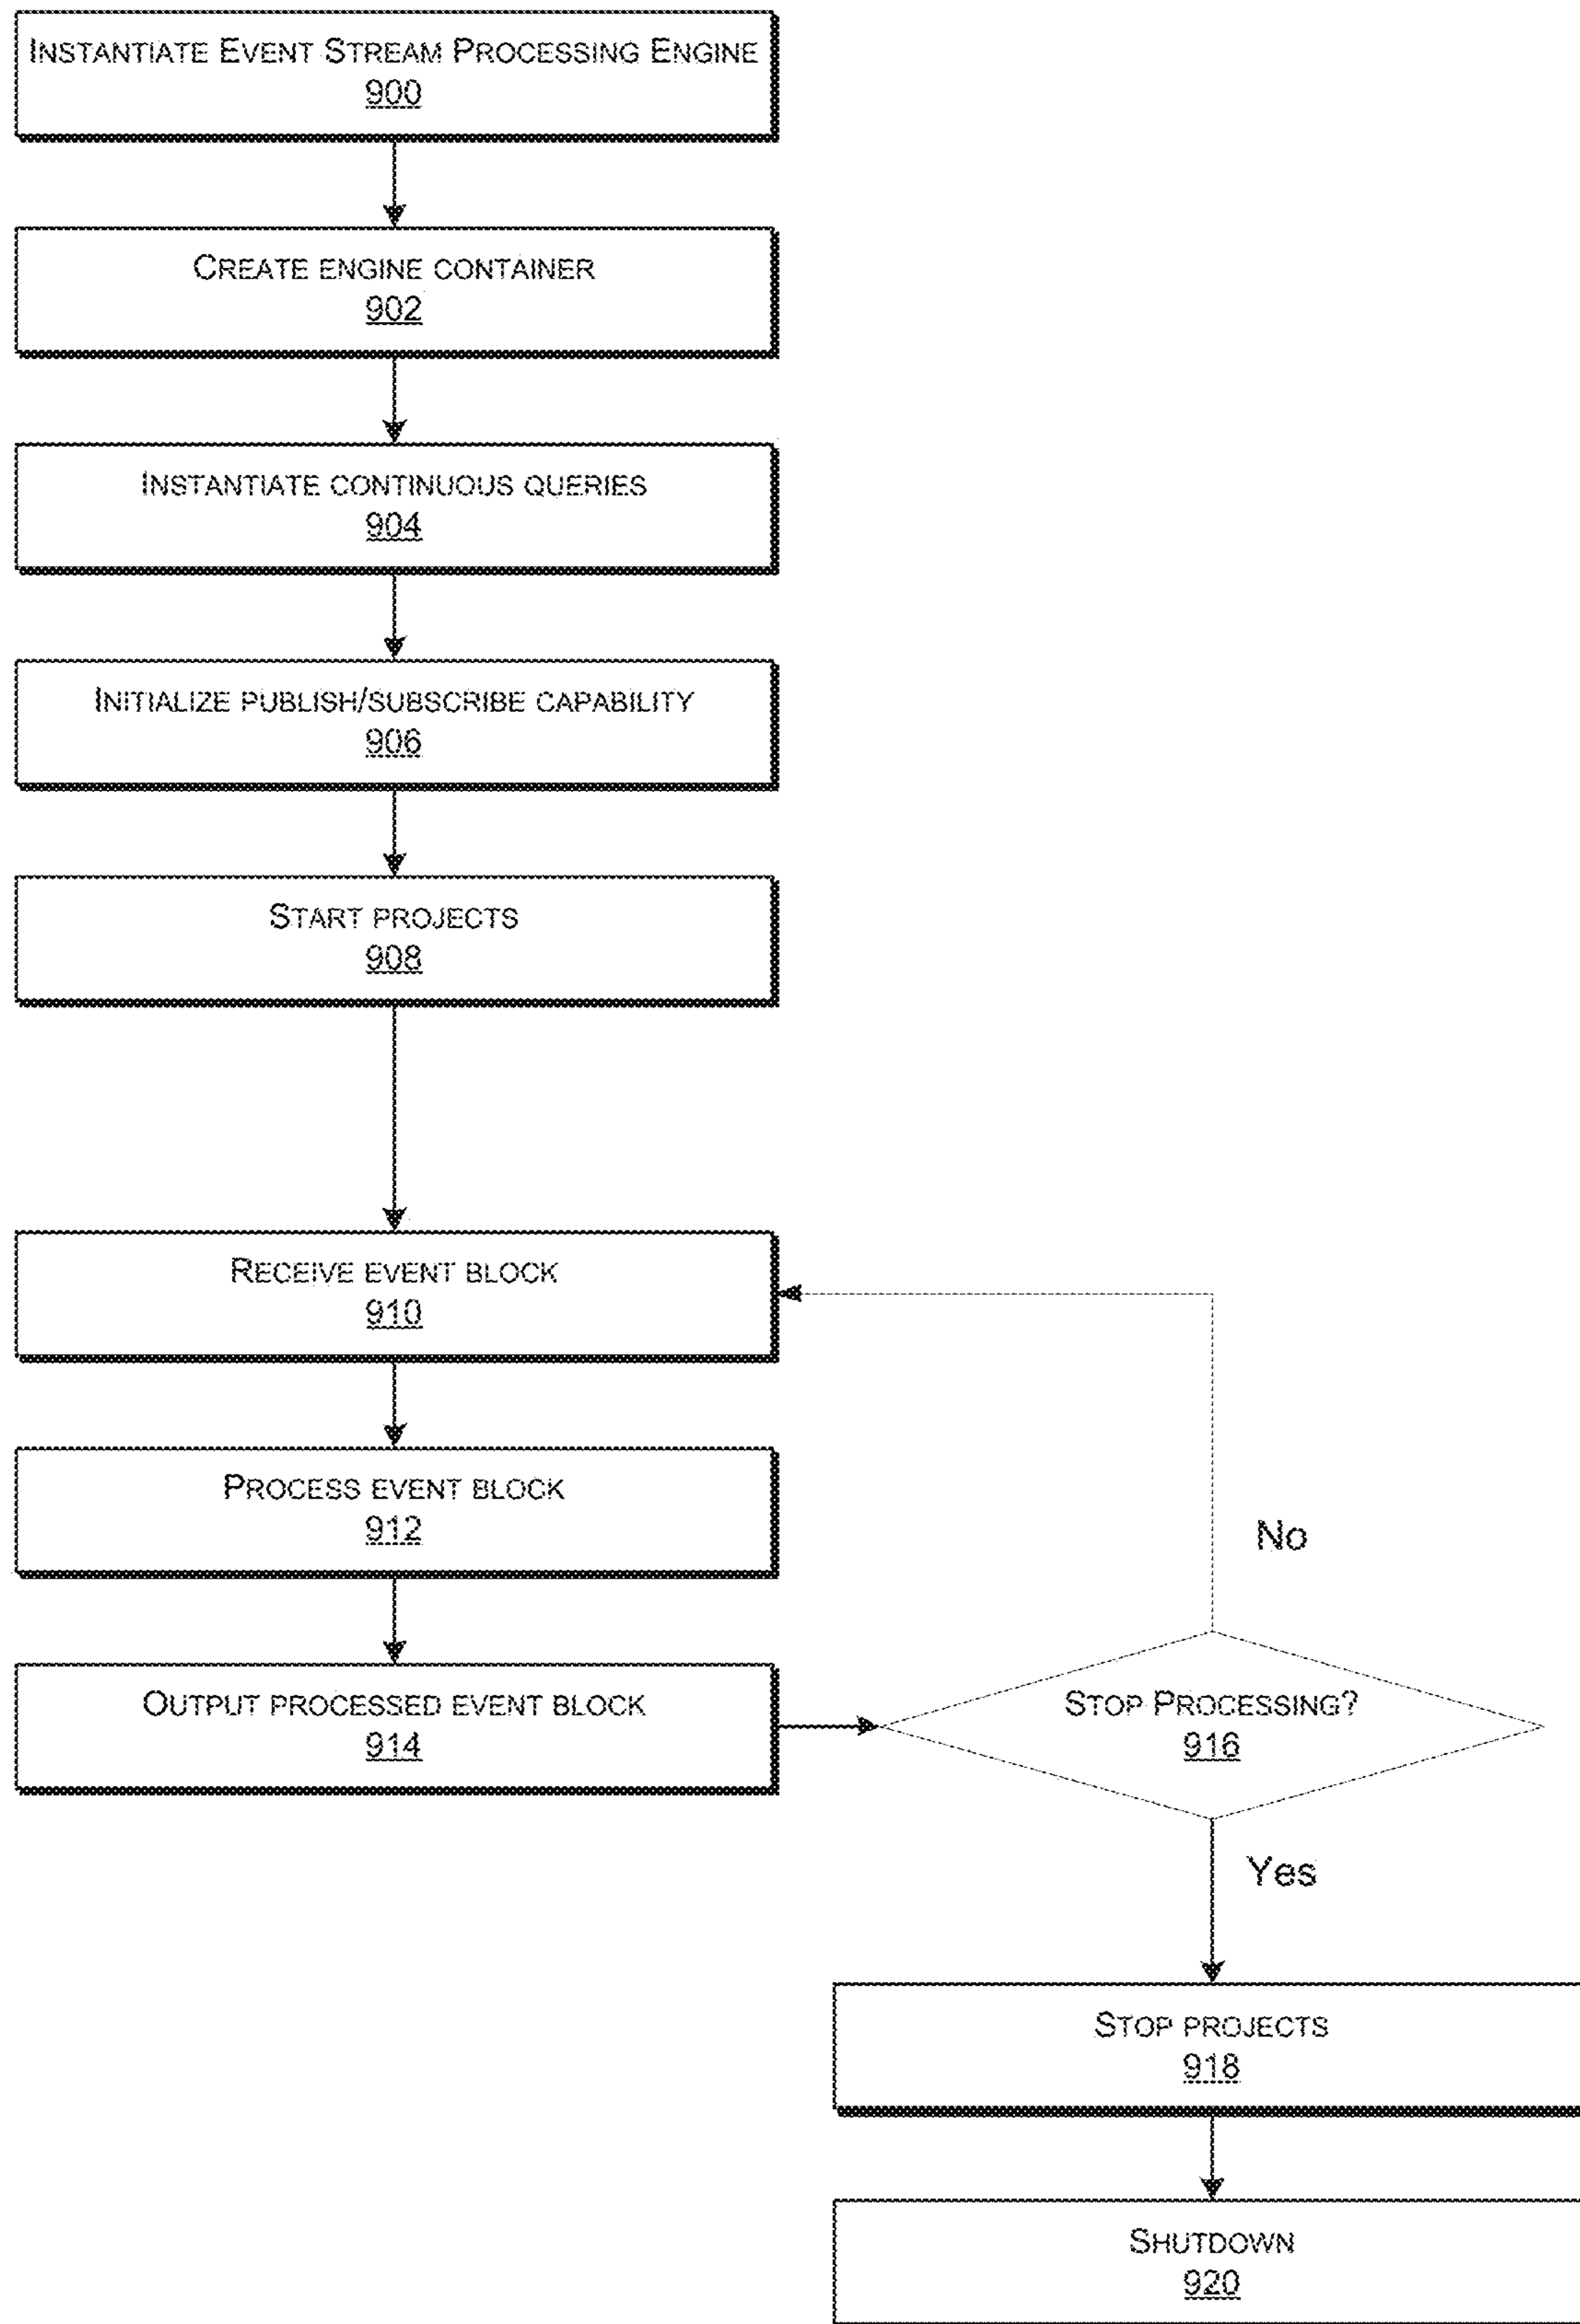 INSTANTIATE EVENT STREAM PROCESSING ENGINE
900
CREATE ENGINE CONTAINER
902
INSTANTIATE CONTINUOUS QUERIES
904
INITIALIZE PUBLISH/SUBSCRIBE CAPABILITY
906
START PROJECTS
908
RECEIVE EVENT BLOCK
910
PROCESS EVENT BLOCK
912
No
OUTPUT PROCESSED EVENT BLOCK
914
STOP PROCESSING?
916
Yes
STOP PROJECTS
918
SHUTDOWN
920